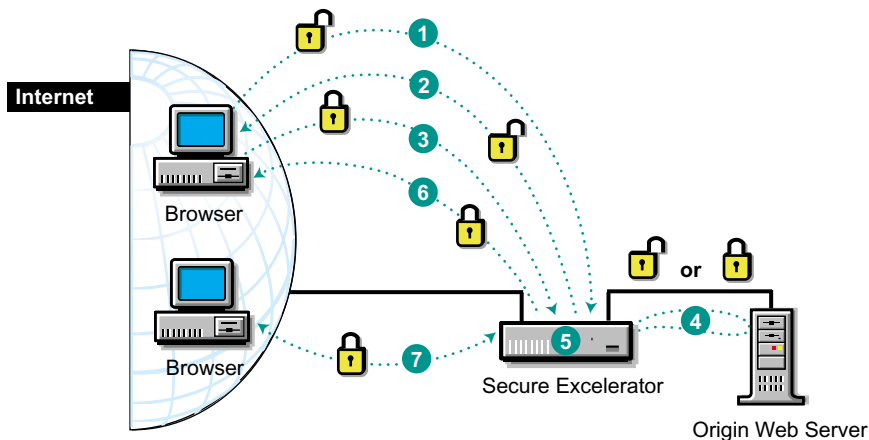 1
Internet
2
3
6
Browser
or
4
5
7
Browser
Secure Excelerator
Origin Web Server